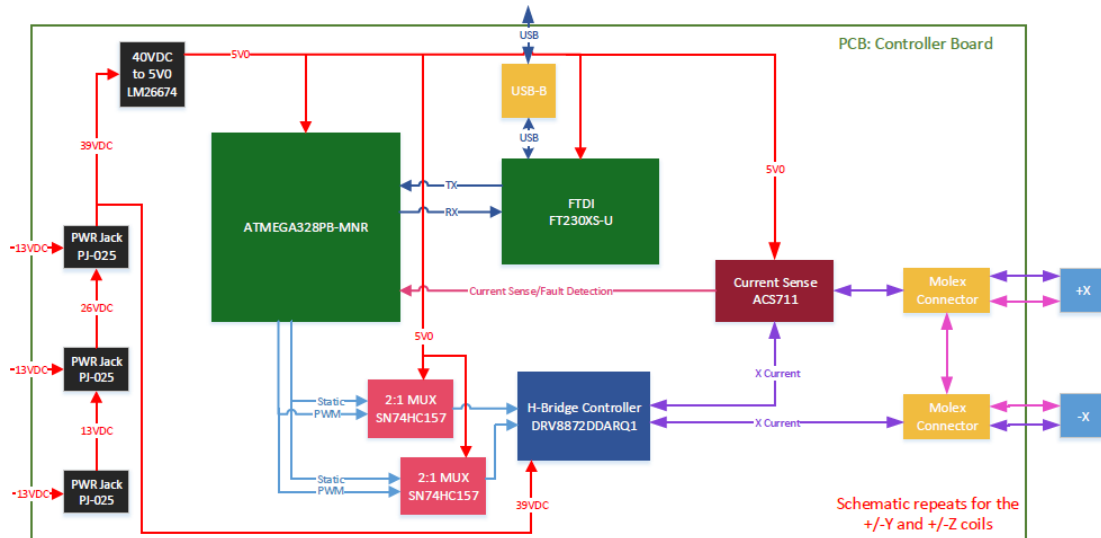 USB
PCB: Controller Board
40VDC
to 5V0
LM26674
5V0
USB-B
USB
39VDC
TX
RX
ATMEGA328PB-MNR
FTDI
FT230XS-U
5V0
13VDC
PWR Jack
PJ-025
Current Sense/Fault Detection
Current Sense
ACS711
Molex
Connector
+X
26VDC
5V0
13VDC
PWR Jack
PJ-025
X Current
Static
PWM
2:1 MUX
SN74HC157
H-Bridge Controller
DRV8872DDARQ1
X Current
Molex
Connector
-X
13VDC
Static
PWM
2:1 MUX
SN74HC157
13VDC
PWR Jack
PJ-025
39VDC
Schematic repeats for the
+/-Y and +/-Z coils